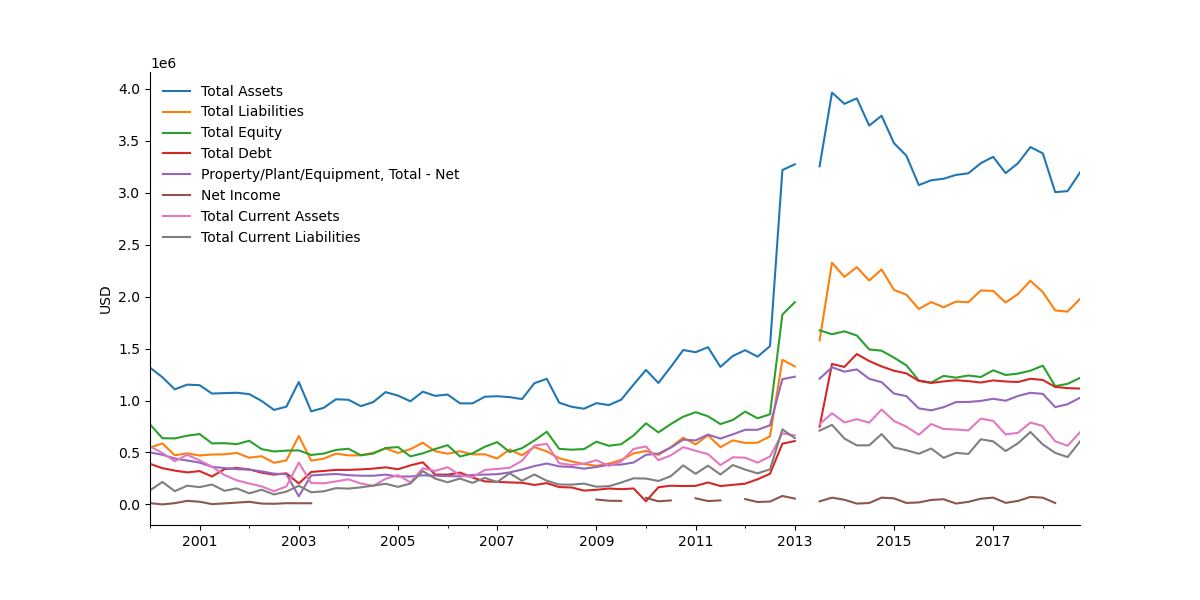 1e6
4.0
3.5
3.0
2.5
2.0
1.5
1.0
0.5
0.0
USD
Total Assets
Total Liabilities
Total Equity
Total Debt
Property/Plant/Equipment, Total - Net
Net Income
Total Current Assets
Total Current Liabilities
2001 2003 2005 2007 2009 2011 2013 2015 2017